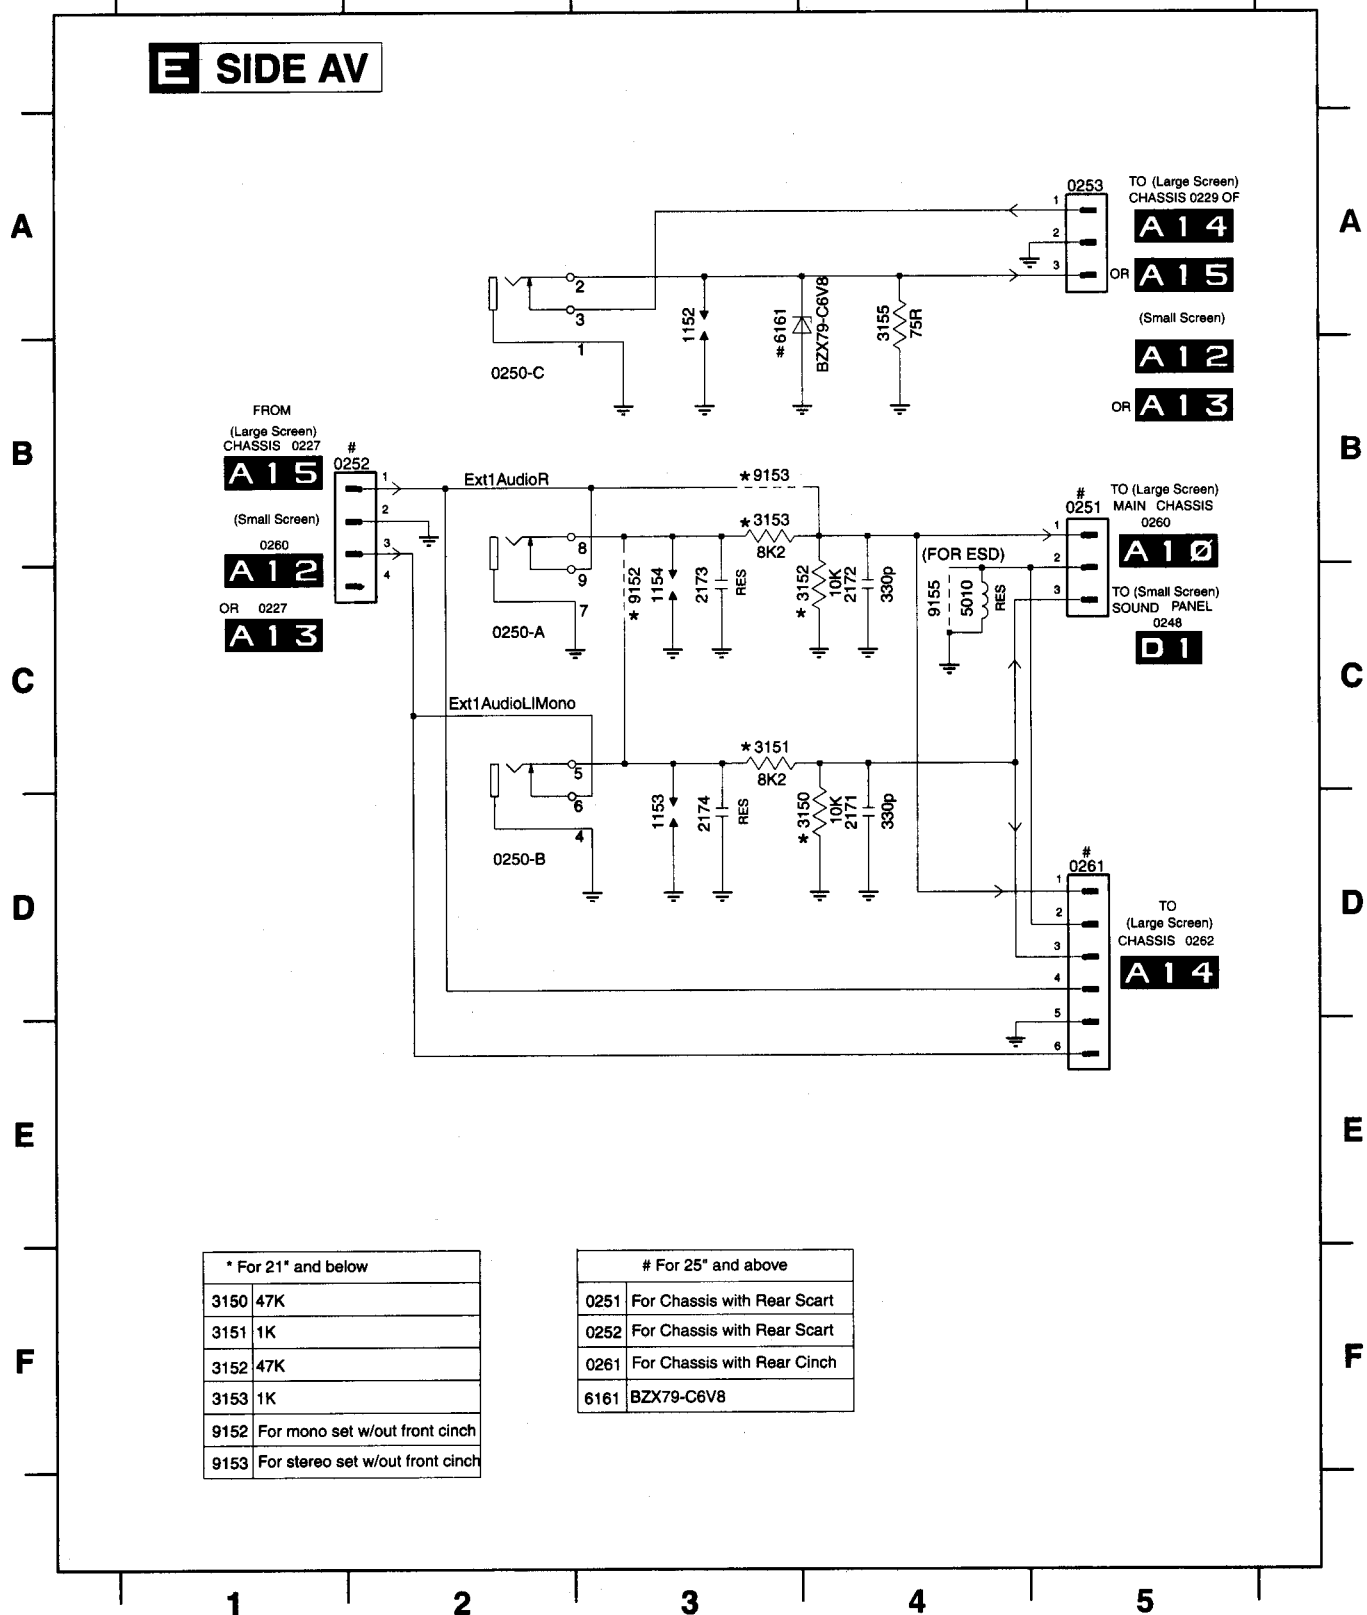 E SIDE AV
A
A
0253
TO (Large Screen)
CHASSIS 0229 OF
A14
OR A15
(Small Screen)
A12
OR A13
1
2
3
2
3
1
0250-C
1152
#6161
BZX79-C6V8
3155
75R
B
B
FROM
(Large Screen)
CHASSIS 0227
A15
(Small Screen)
0260
A12
OR 0227
A13
#
0252
1
2
3
4
Ext1AudioR
*9153
*3153
8K2
8
9
7
0250-A
* 9152
1154
2173
RES
* 3152
10K
2172
330p
(FOR ESD)
9155
5010
RES
#
0251
1
2
3
TO (Large Screen)
MAIN CHASSIS
0260
A10
TO (Small Screen)
SOUND PANEL
0248
D1
C
C
Ext1AudioLIMono
*3151
8K2
5
6
4
0250-B
1153
2174
RES
* 3150
10K
2171
330p
D
D
#
0261
1
2
3
4
5
6
TO
(Large Screen)
CHASSIS 0262
A14
E
E
* For 21" and below
3150 47K
3151 1K
3152 47K
3153 1K
9152 For mono set w/out front cinch
9153 For stereo set w/out front cinch
# For 25" and above
0251 For Chassis with Rear Scart
0252 For Chassis with Rear Scart
0261 For Chassis with Rear Cinch
6161 BZX79-C6V8
F
F
1 2 3 4 5